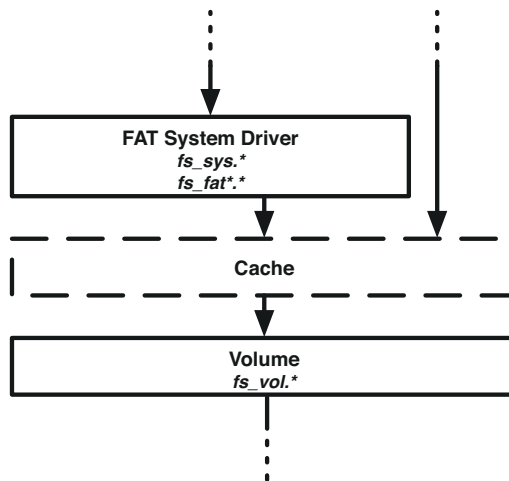 FAT System Driver
fs_sys.*
fs_fat*.*
Cache
Volume
fs_vol.*